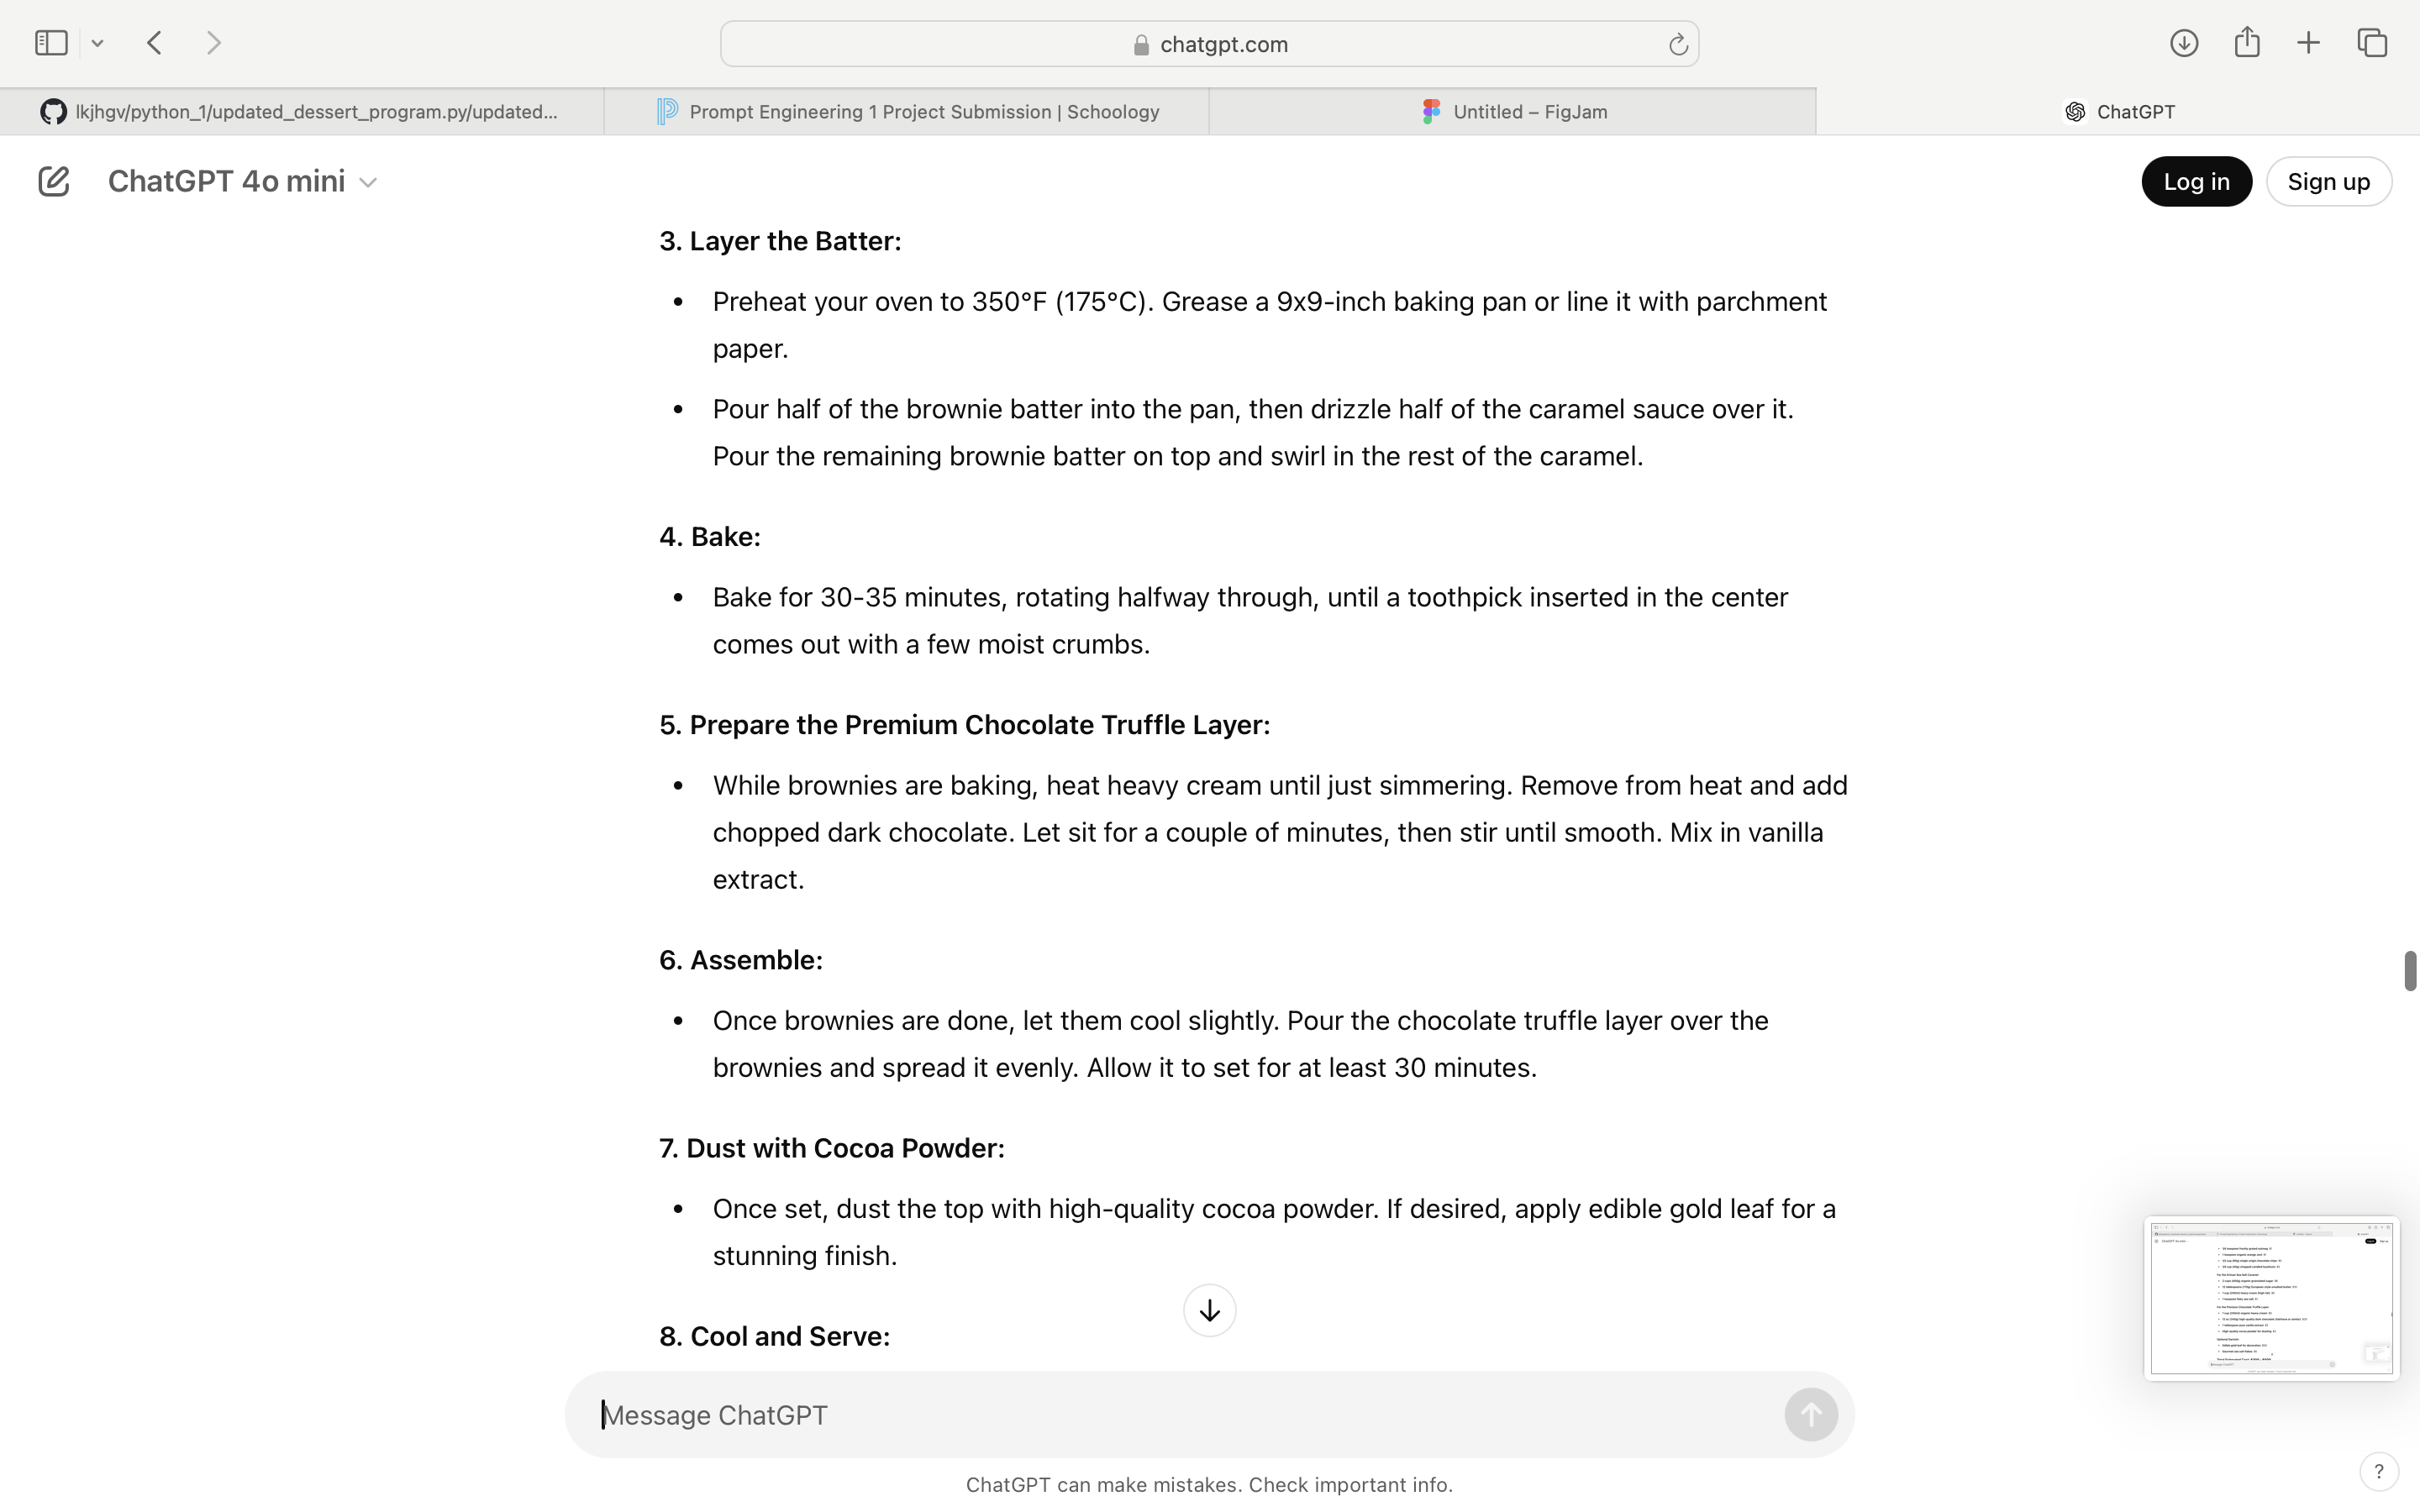 chatgpt.com
lkjhgv/python_1/updated_dessert_program.py/updated...
Prompt Engineering 1 Project Submission | Schoology
Untitled – FigJam
ChatGPT
ChatGPT 4o mini
Log in
Sign up
3. Layer the Batter:
• Preheat your oven to 350°F (175°C). Grease a 9x9-inch baking pan or line it with parchment
paper.
• Pour half of the brownie batter into the pan, then drizzle half of the caramel sauce over it.
Pour the remaining brownie batter on top and swirl in the rest of the caramel.
4. Bake:
• Bake for 30-35 minutes, rotating halfway through, until a toothpick inserted in the center
comes out with a few moist crumbs.
5. Prepare the Premium Chocolate Truffle Layer:
• While brownies are baking, heat heavy cream until just simmering. Remove from heat and add
chopped dark chocolate. Let sit for a couple of minutes, then stir until smooth. Mix in vanilla
extract.
6. Assemble:
• Once brownies are done, let them cool slightly. Pour the chocolate truffle layer over the
brownies and spread it evenly. Allow it to set for at least 30 minutes.
7. Dust with Cocoa Powder:
• Once set, dust the top with high-quality cocoa powder. If desired, apply edible gold leaf for a
stunning finish.
8. Cool and Serve:
Message ChatGPT
ChatGPT can make mistakes. Check important info.
?